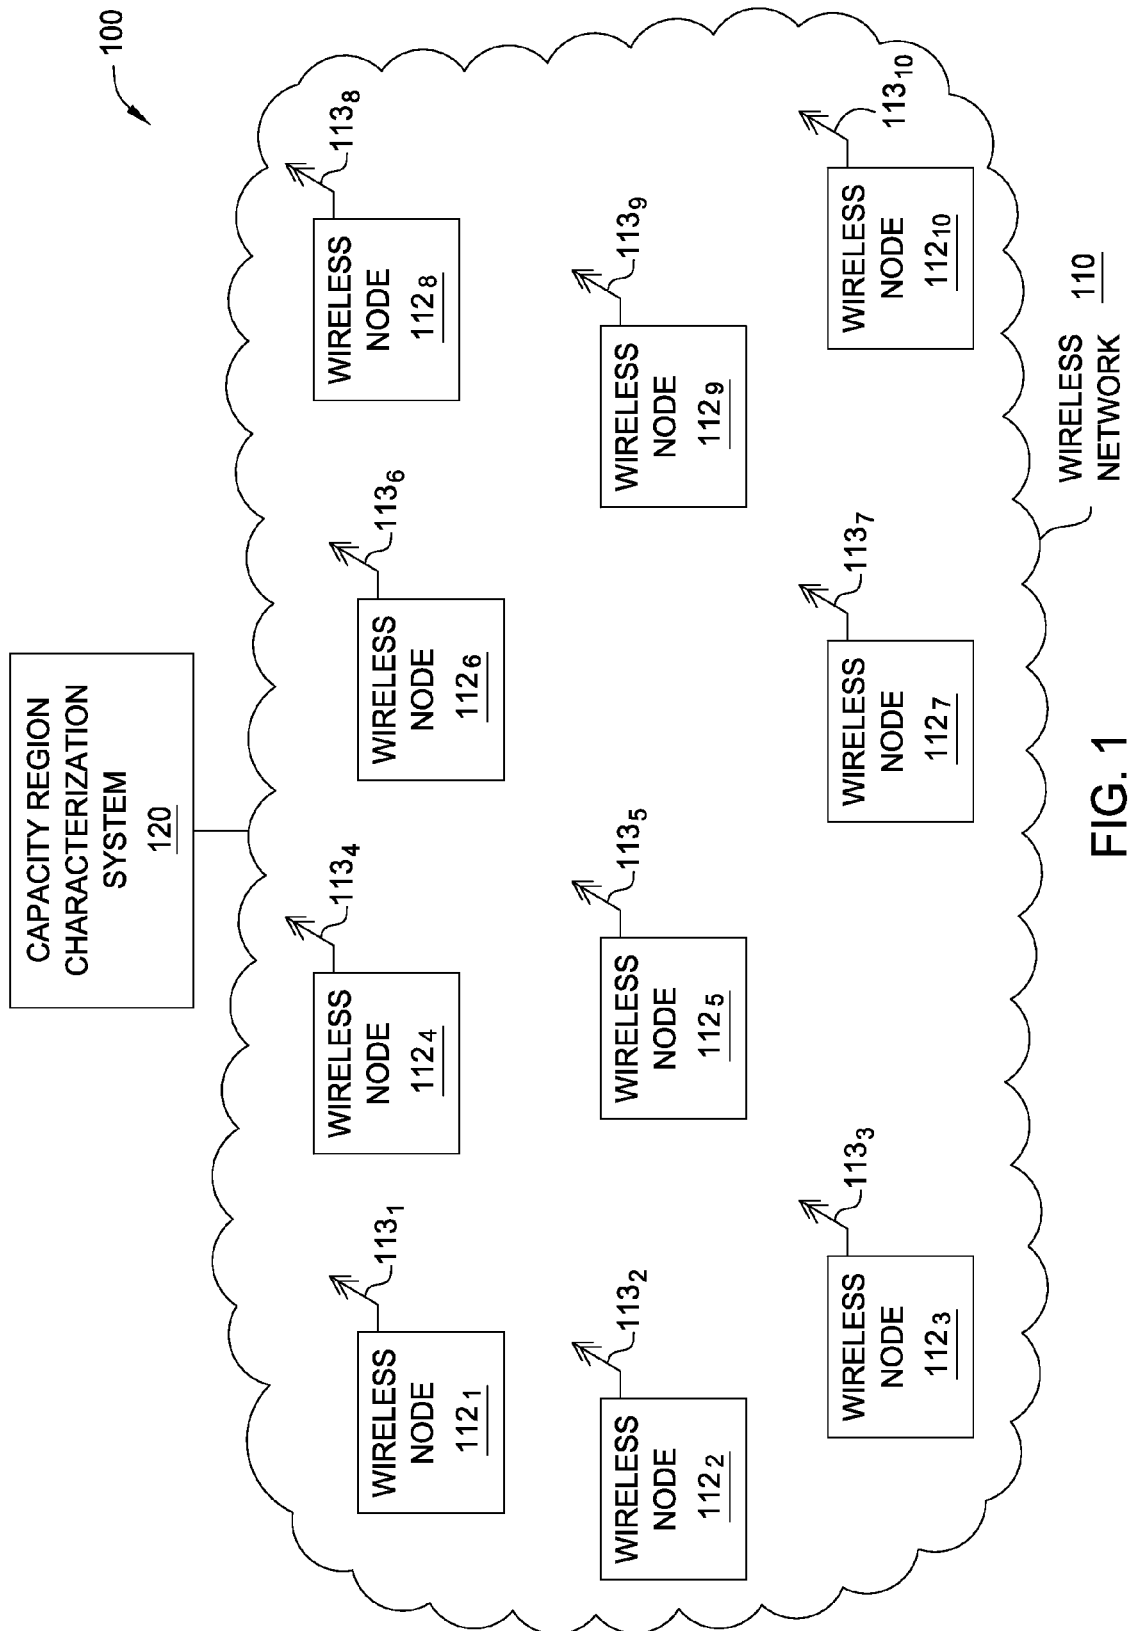 100
CAPACITY REGION
CHARACTERIZATION
SYSTEM
120
113₁
WIRELESS
NODE
112₁
113₄
WIRELESS
NODE
112₄
113₆
WIRELESS
NODE
112₆
113₈
WIRELESS
NODE
112₈
113₂
WIRELESS
NODE
112₂
113₅
WIRELESS
NODE
112₅
113₉
WIRELESS
NODE
112₉
113₃
WIRELESS
NODE
112₃
113₇
WIRELESS
NODE
112₇
113₁₀
WIRELESS
NODE
112₁₀
WIRELESS
NETWORK
110
FIG. 1